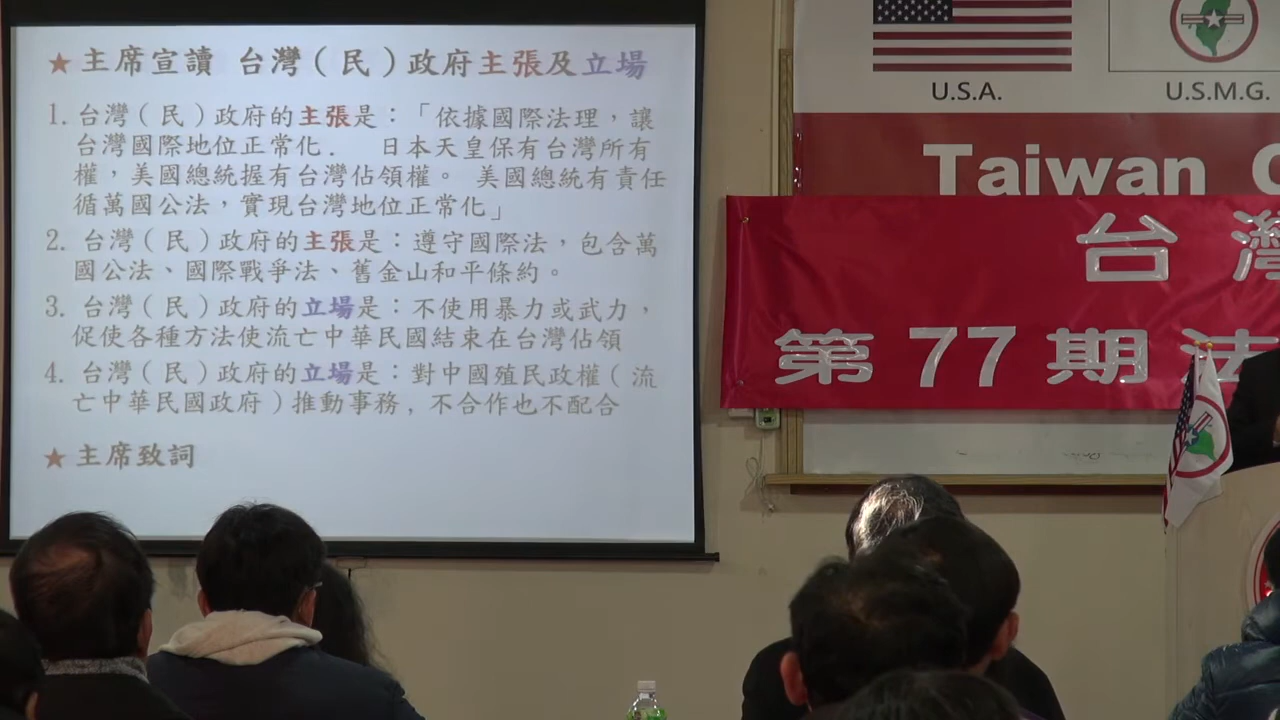 ★ 主席宣讀 台灣(民)政府主張及立場
1. 台灣(民)政府的主張是:「依據國際法理,讓
台灣國際地位正常化. 日本天皇保有台灣所有
權,美國總統握有台灣佔領權。 美國總統有責任
循萬國公法,實現台灣地位正常化」
2. 台灣(民)政府的主張是:遵守國際法,包含萬
國公法、國際戰爭法、舊金山和平條約。
3. 台灣(民)政府的立場是:不使用暴力或武力,
促使各種方法使流亡中華民國結束在台灣佔領
4. 台灣(民)政府的立場是:對中國殖民政權(流
亡中華民國政府)推動事務,不合作也不配合
★ 主席致詞
U.S.A.
U.S.M.G.
Taiwan C
台灣
第77期法